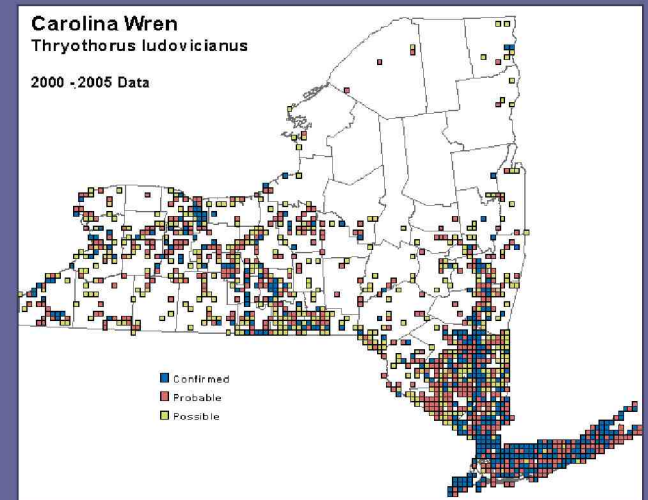 Carolina Wren
Thryothorus ludovicianus
2000 - 2005 Data
Confirmed
Probable
Possible